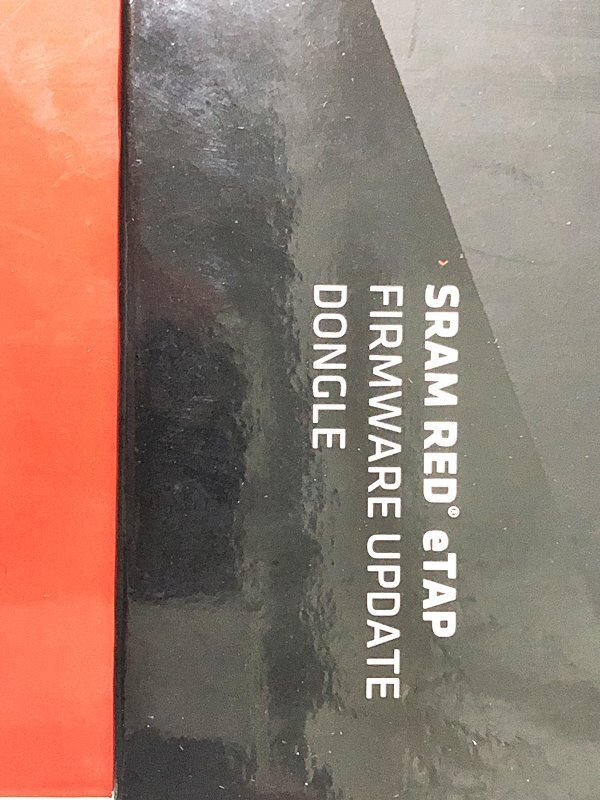 SRAM RED® eTAP
FIRMWARE UPDATE
DONGLE